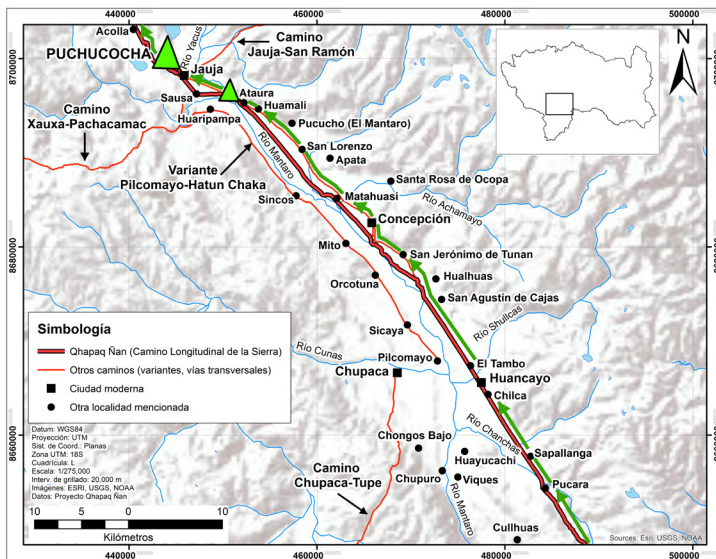 440000
460000
480000
500000
Acolla
PUCHUCOCHA
Río Yacus
Camino
Jauja-San Ramón
N
8700000
Jauja
Ataura
Sausa
Huamali
Camino
Xauxa-Pachacamac
Huaripampa
Pucucho (El Mantaro)
Río Mantaro
San Lorenzo
Apata
Variante
Pilcomayo-Hatun Chaka
Santa Rosa de Ocopa
Sincos
Matahuasi
Río Achamayo
Concepción
Mito
San Jerónimo de Tunan
8680000
Orcotuna
Hualhuas
San Agustín de Cajas
Simbología
Qhapaq Ñan (Camino Longitudinal de la Sierra)
Otros caminos (variantes, vías transversales)
Ciudad moderna
Otra localidad mencionada
Sicaya
Río Shullcas
Río Cunas
Pilcomayo
El Tambo
Chupaca
Huancayo
Chilca
Río Chanchas
Chongos Bajo
Sapallanga
Huayucachi
Camino
Chupaca-Tupe
Chupuro
Viques
Pucara
Río Mantaro
Cullhuas
8660000
Datum: WGS84
Proyección: UTM
Sist. de Coord.: Planas
Zona UTM: 18S
Cuadrícula: L
Escala: 1/275,000
Interv. de grillado: 20,000 m
Imágenes: ESRI, USGS, NOAA
Datos: Proyecto Qhapaq Ñan
10 5 0 10
Kilómetros
Sources: Esri, USGS, NOAA
440000
460000
480000
500000